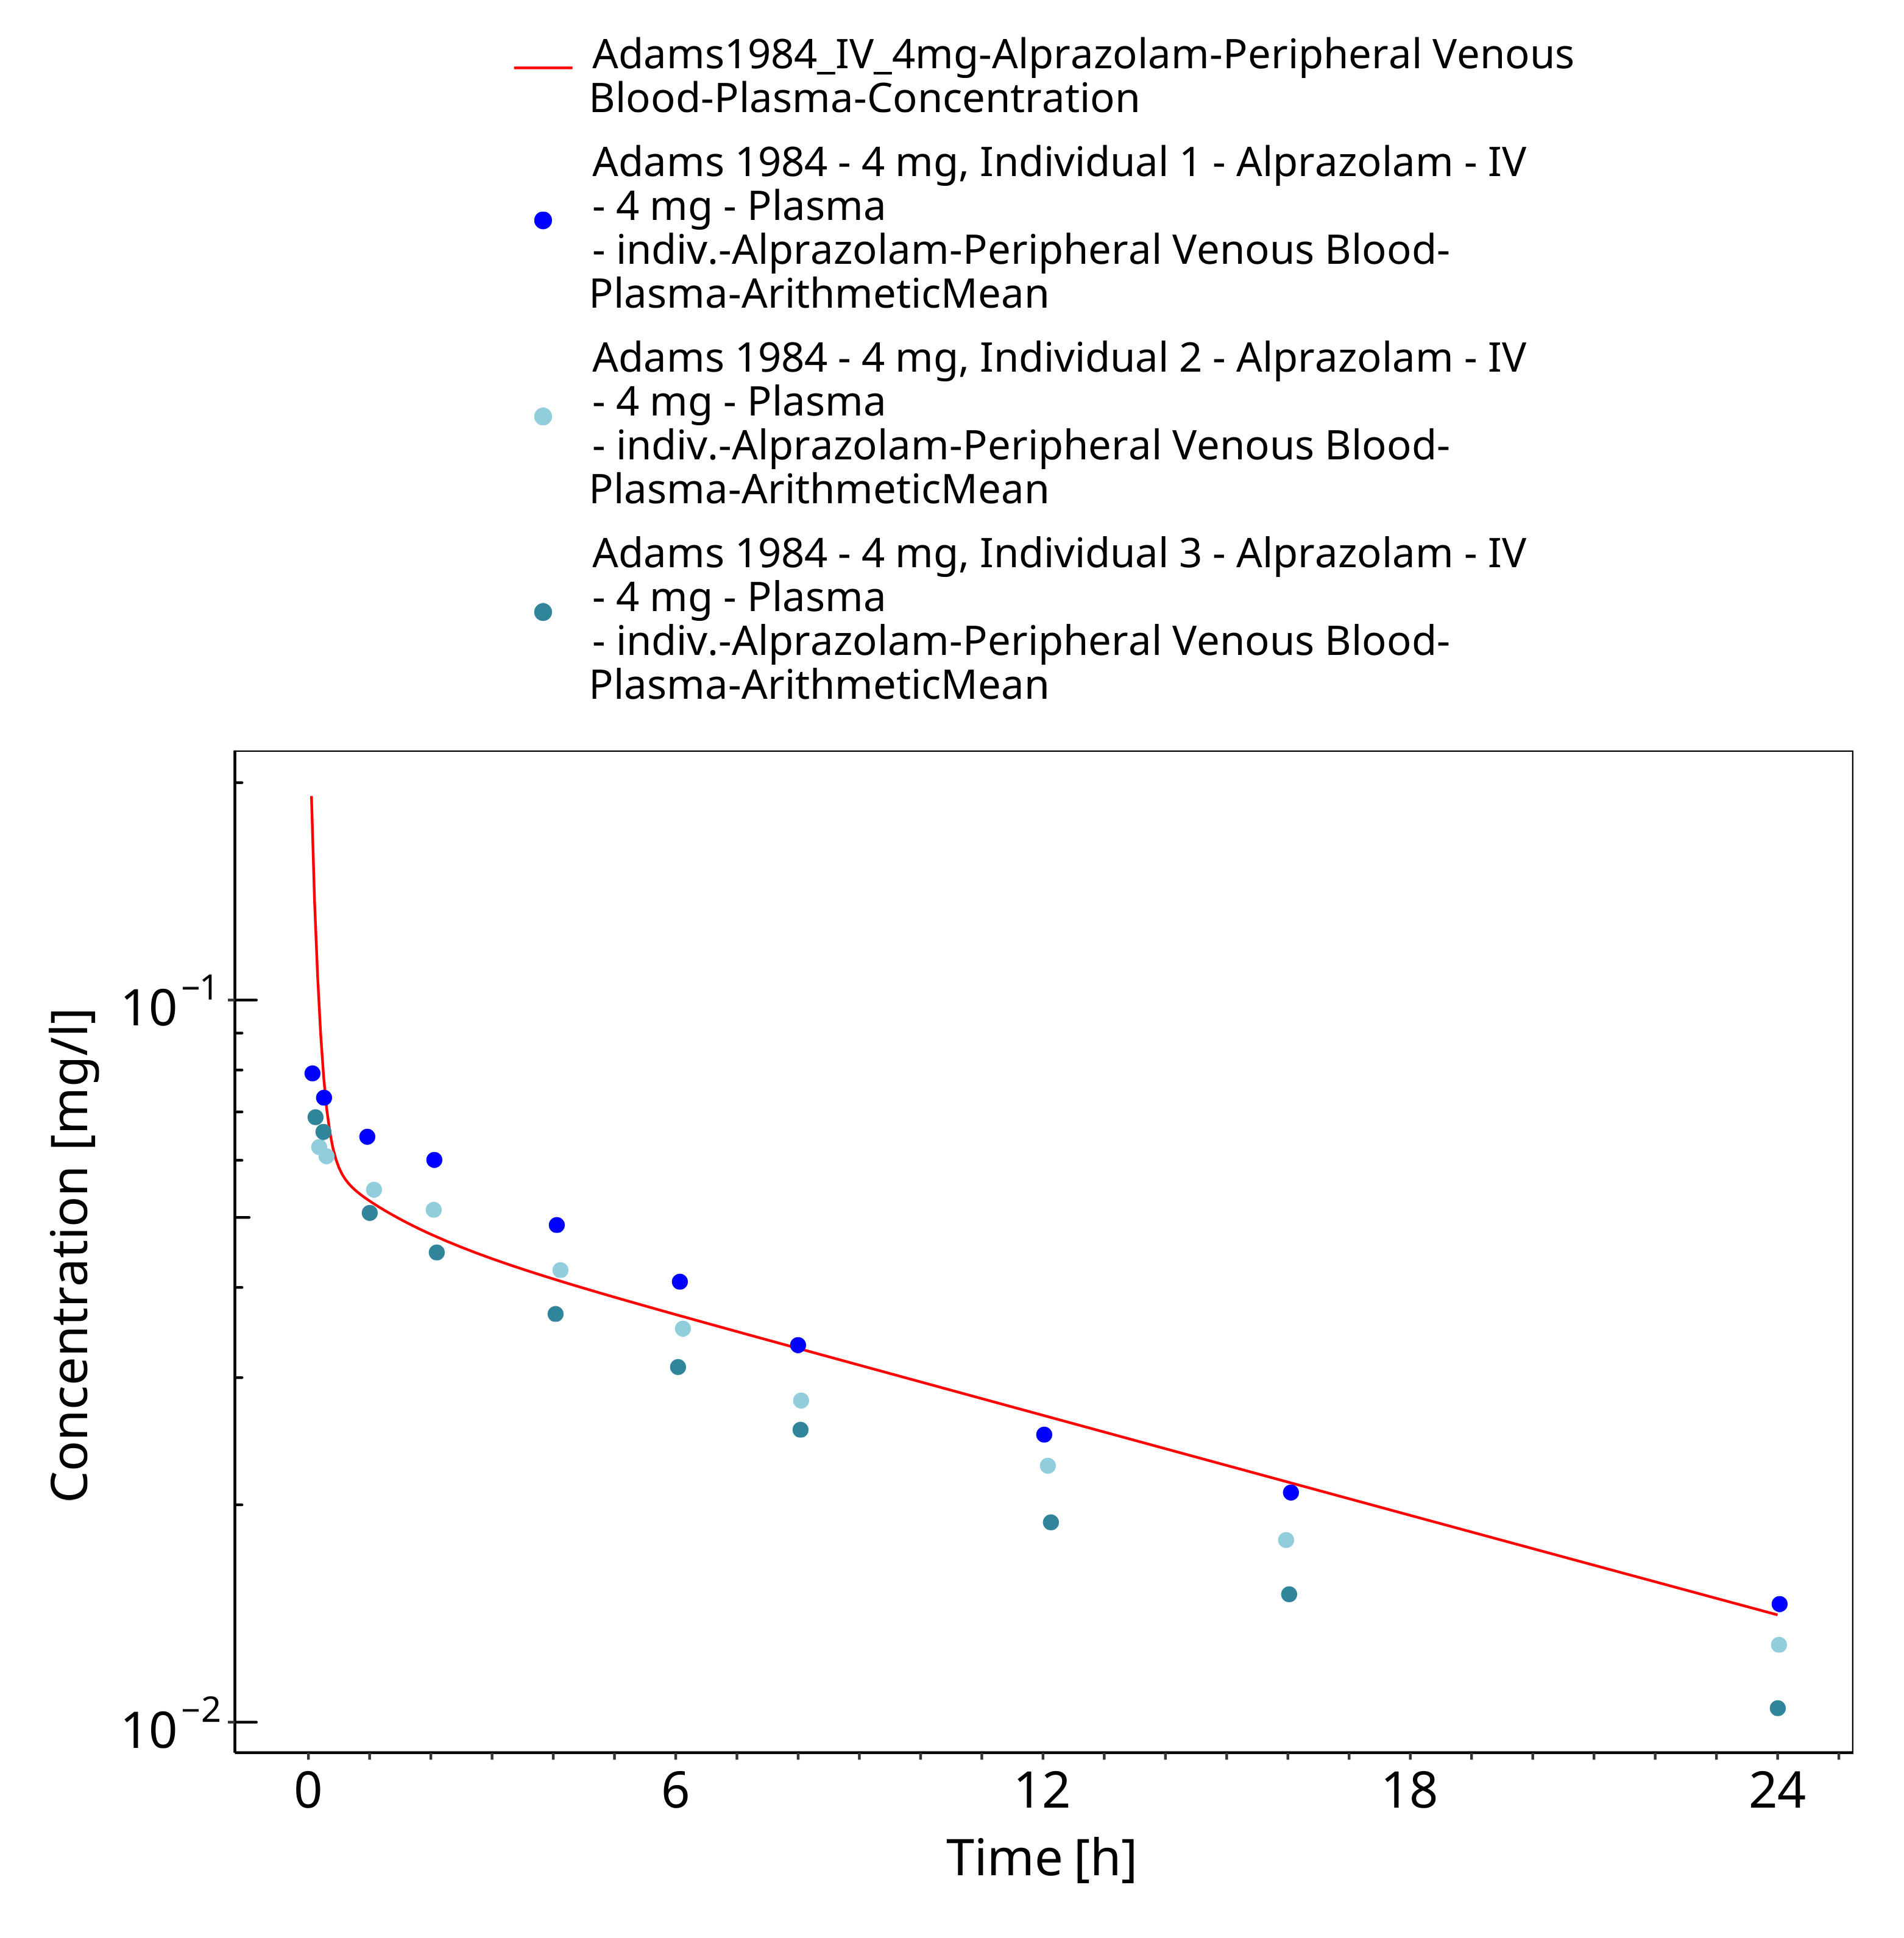 Adams1984_IV_4mg-Alprazolam-Peripheral Venous
Blood-Plasma-Concentration
Adams 1984 - 4 mg, Individual 1 - Alprazolam - IV
- 4 mg - Plasma
- indiv.-Alprazolam-Peripheral Venous Blood-
Plasma-ArithmeticMean
Adams 1984 - 4 mg, Individual 2 - Alprazolam - IV
- 4 mg - Plasma
- indiv.-Alprazolam-Peripheral Venous Blood-
Plasma-ArithmeticMean
Adams 1984 - 4 mg, Individual 3 - Alprazolam - IV
- 4 mg - Plasma
- indiv.-Alprazolam-Peripheral Venous Blood-
Plasma-ArithmeticMean
Concentration [mg/l]
10⁻¹
10⁻²
0 6 12 18 24
Time [h]